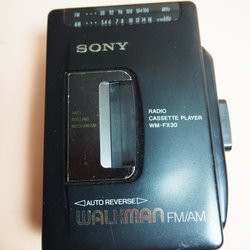 SONY
ANTI
ROLLING
MECHANISM
RADIO
CASSETTE PLAYER
WM-FX30
AUTO REVERSE
WALKMAN FM/AM